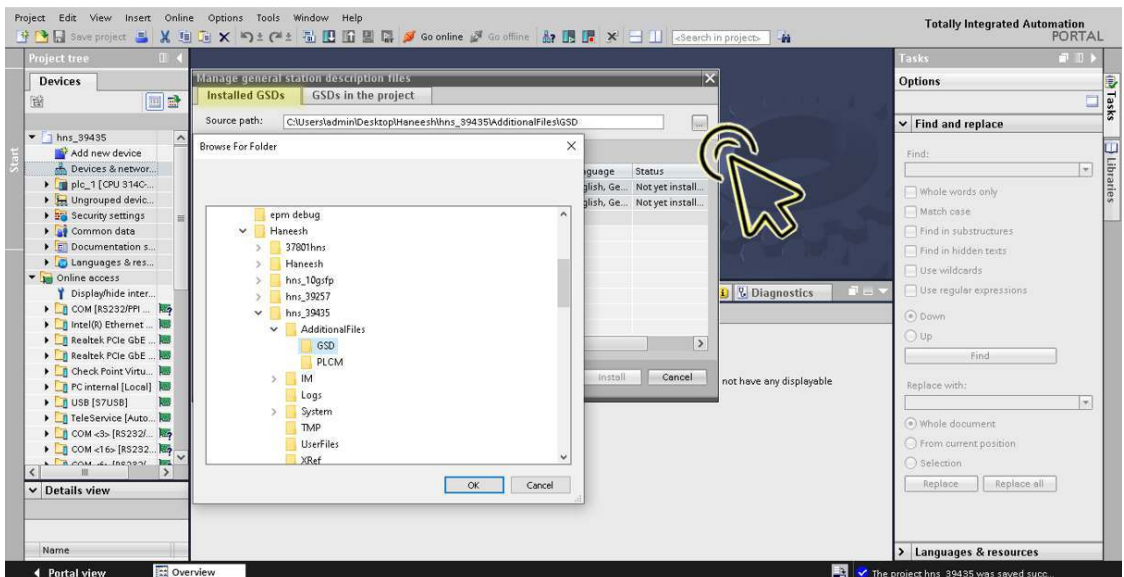 Project Edit View Insert Online Options Tools Window Help
Totally Integrated Automation
PORTAL
Save project
Go online
Go offline
<Search in project>
Project tree
Devices
Start
hns_39435
Add new device
Devices & networ...
plc_1 [CPU 314C-...
Ungrouped devic...
Security settings
Common data
Documentation s...
Languages & res...
Online access
Display/hide inter...
COM [RS232/PPI ...
Intel(R) Ethernet ...
Realtek PCIe GbE ...
Realtek PCIe GbE ...
Check Point Virtu...
PC internal [Local]
USB [S7USB]
TeleService [Auto...
COM <3> [RS232/...
COM <16> [RS232...
Details view
Name
Portal view
Overview
Manage general station description files
Installed GSDs
GSDs in the project
Source path:
C:\Users\admin\Desktop\Haneesh\hns_39435\AdditionalFiles\GSD
...
nguage Status
glish, Ge... Not yet install...
glish, Ge... Not yet install...
Install
Cancel
Browse For Folder
epm debug
Haneesh
37801hns
Haneesh
hns_10gsfp
hns_39257
hns_39435
AdditionalFiles
GSD
PLCM
IM
Logs
System
TMP
UserFiles
XRef
OK
Cancel
Diagnostics
not have any displayable
Tasks
Options
Find and replace
Find:
Whole words only
Match case
Find in substructures
Find in hidden texts
Use wildcards
Use regular expressions
Down
Up
Find
Replace with:
Whole document
From current position
Selection
Replace
Replace all
Languages & resources
Tasks
Libraries
The project hns_39435 was saved succ...